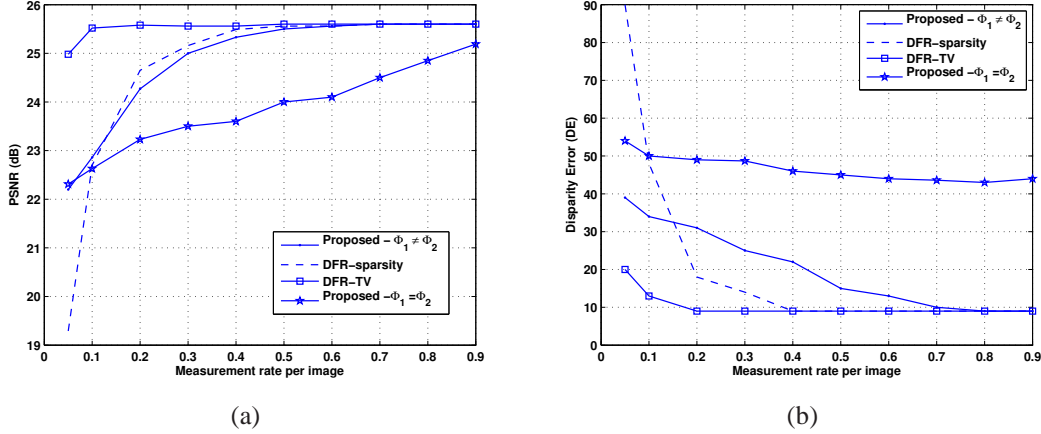 26
25
24
23
22
21
20
19
PSNR (dB)
Proposed − Φ1 ≠ Φ2
DFR−sparsity
DFR−TV
Proposed −Φ1 =Φ2
0 0.1 0.2 0.3 0.4 0.5 0.6 0.7 0.8 0.9
Measurement rate per image
(a)
90
80
70
60
50
40
30
20
10
0
Disparity Error (DE)
Proposed − Φ1 ≠ Φ2
DFR−sparsity
DFR−TV
Proposed −Φ1 =Φ2
0 0.1 0.2 0.3 0.4 0.5 0.6 0.7 0.8 0.9
Measurement rate per image
(b)